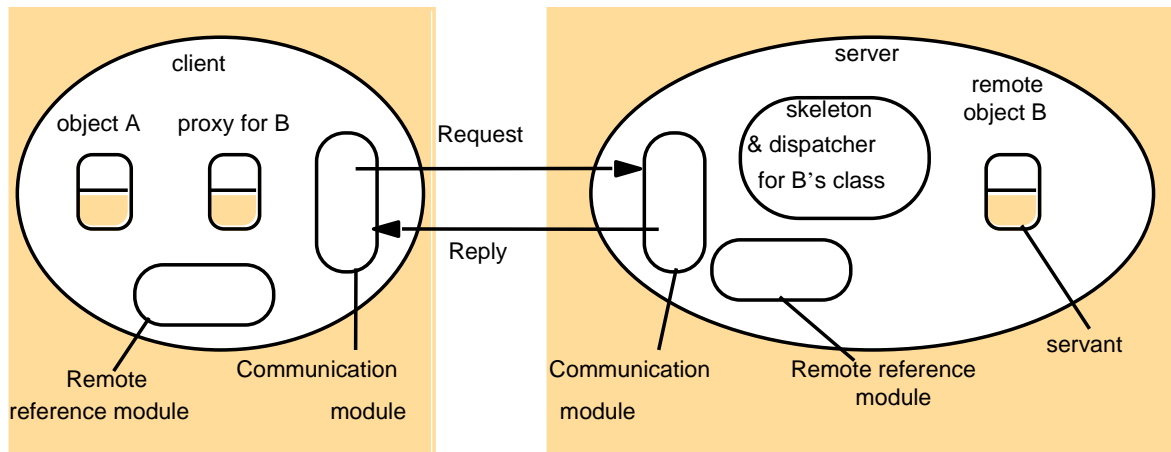 client
object A
proxy for B
Remote
reference module
Communication
module
Request
Reply
server
skeleton
& dispatcher
for B's class
remote
object B
Communication
module
Remote reference
module
servant